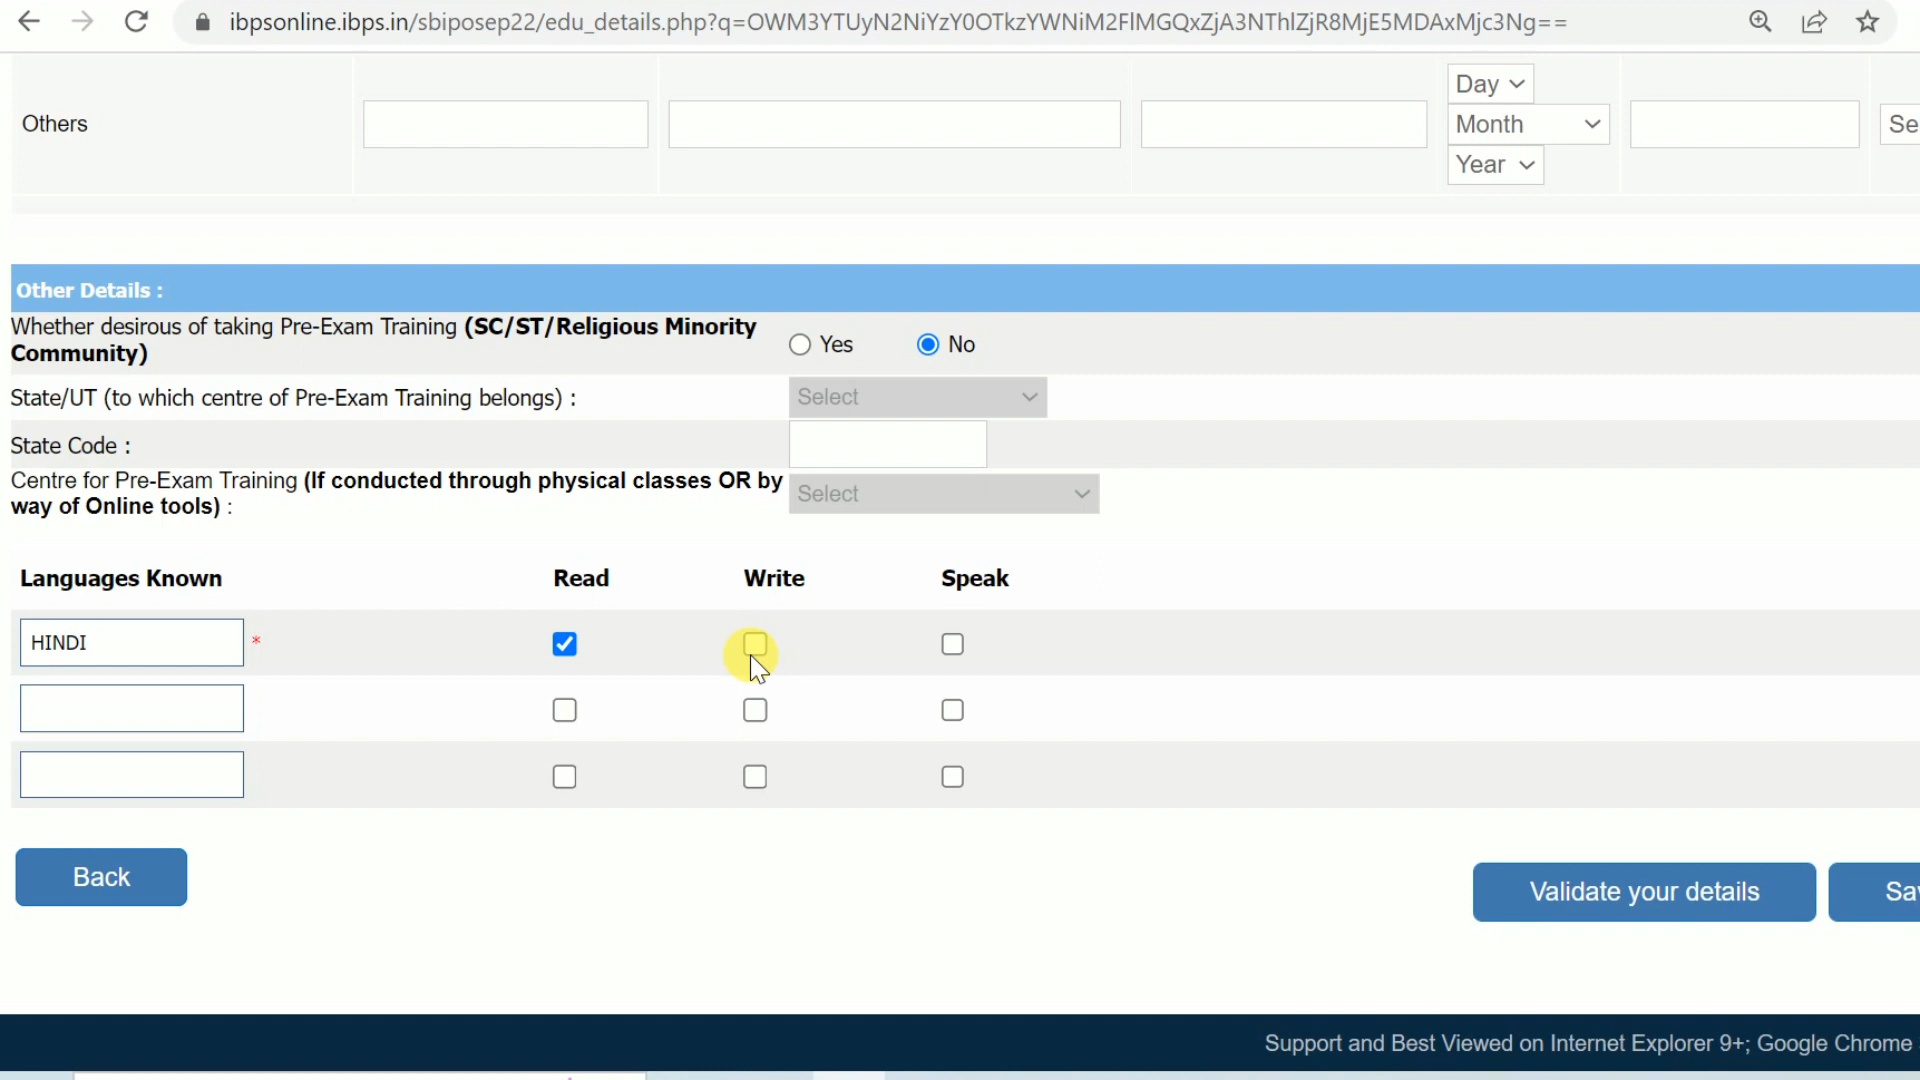 ibpsonline.ibps.in/sbiposep22/edu_details.php?q=OWM3YTUyN2NiYzY0OTkzYWNiM2FlMGQxZjA3NThlZjR8MjE5MDAxMjc3Ng==
Day
Others
Month
Se
Year
Other Details :
Whether desirous of taking Pre-Exam Training (SC/ST/Religious Minority
Community)
Yes
No
State/UT (to which centre of Pre-Exam Training belongs) :
Select
State Code :
Centre for Pre-Exam Training (If conducted through physical classes OR by
way of Online tools) :
Select
Languages Known Read Write Speak
HINDI *
Back
Validate your details
Sav
Support and Best Viewed on Internet Explorer 9+; Google Chrome